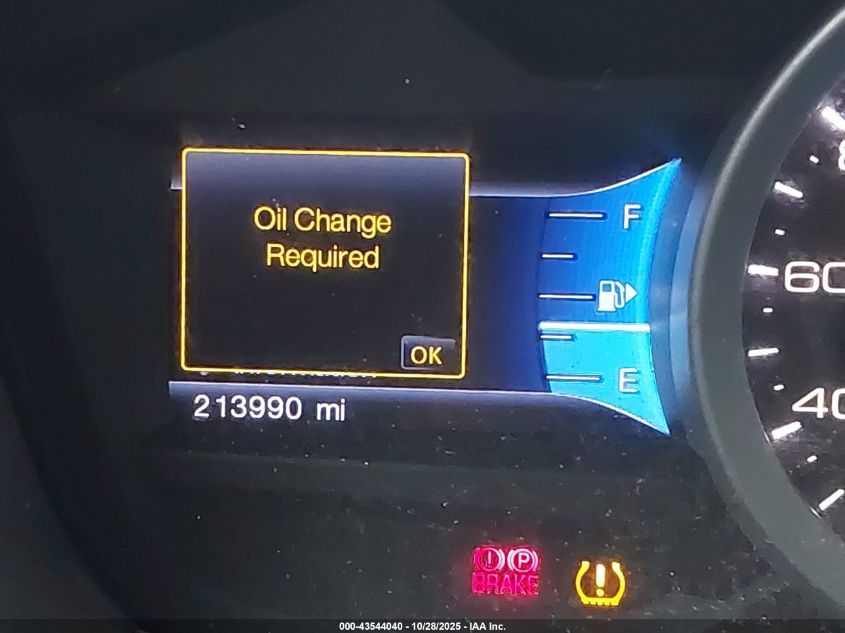 Oil Change
Required
OK
F
E
213990 mi
60
40
BRAKE
P
000-43544040 - 10/28/2025 - IAA Inc.